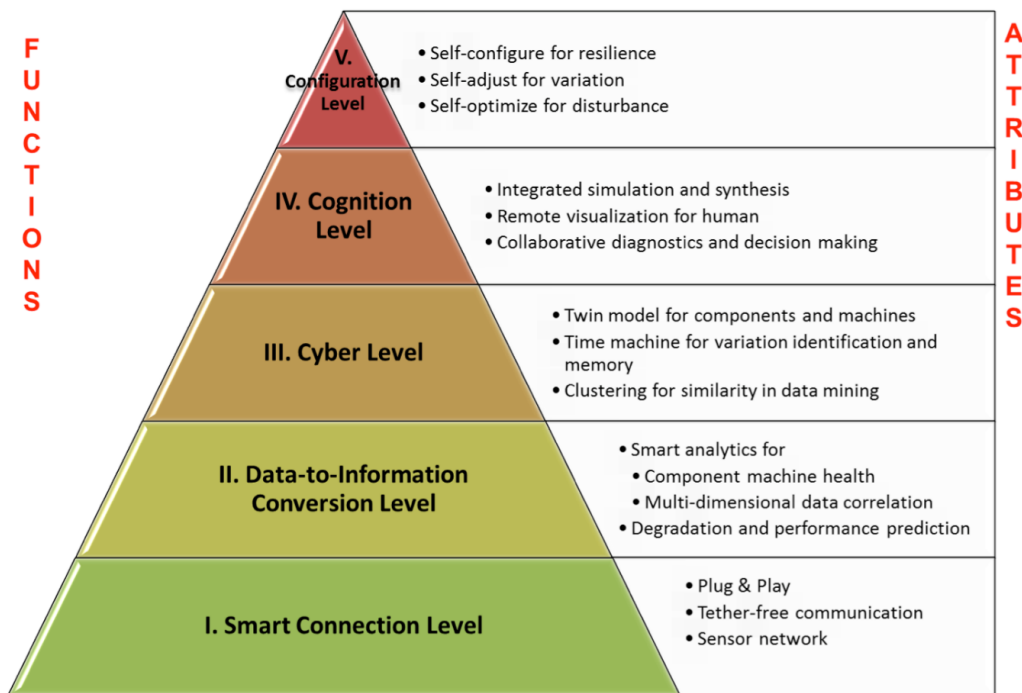 FUNCTIONS
ATTRIBUTES
V.
Configuration
Level
• Self-configure for resilience
• Self-adjust for variation
• Self-optimize for disturbance
IV. Cognition
Level
• Integrated simulation and synthesis
• Remote visualization for human
• Collaborative diagnostics and decision making
III. Cyber Level
• Twin model for components and machines
• Time machine for variation identification and
memory
• Clustering for similarity in data mining
II. Data-to-Information
Conversion Level
• Smart analytics for
• Component machine health
• Multi-dimensional data correlation
• Degradation and performance prediction
I. Smart Connection Level
• Plug & Play
• Tether-free communication
• Sensor network